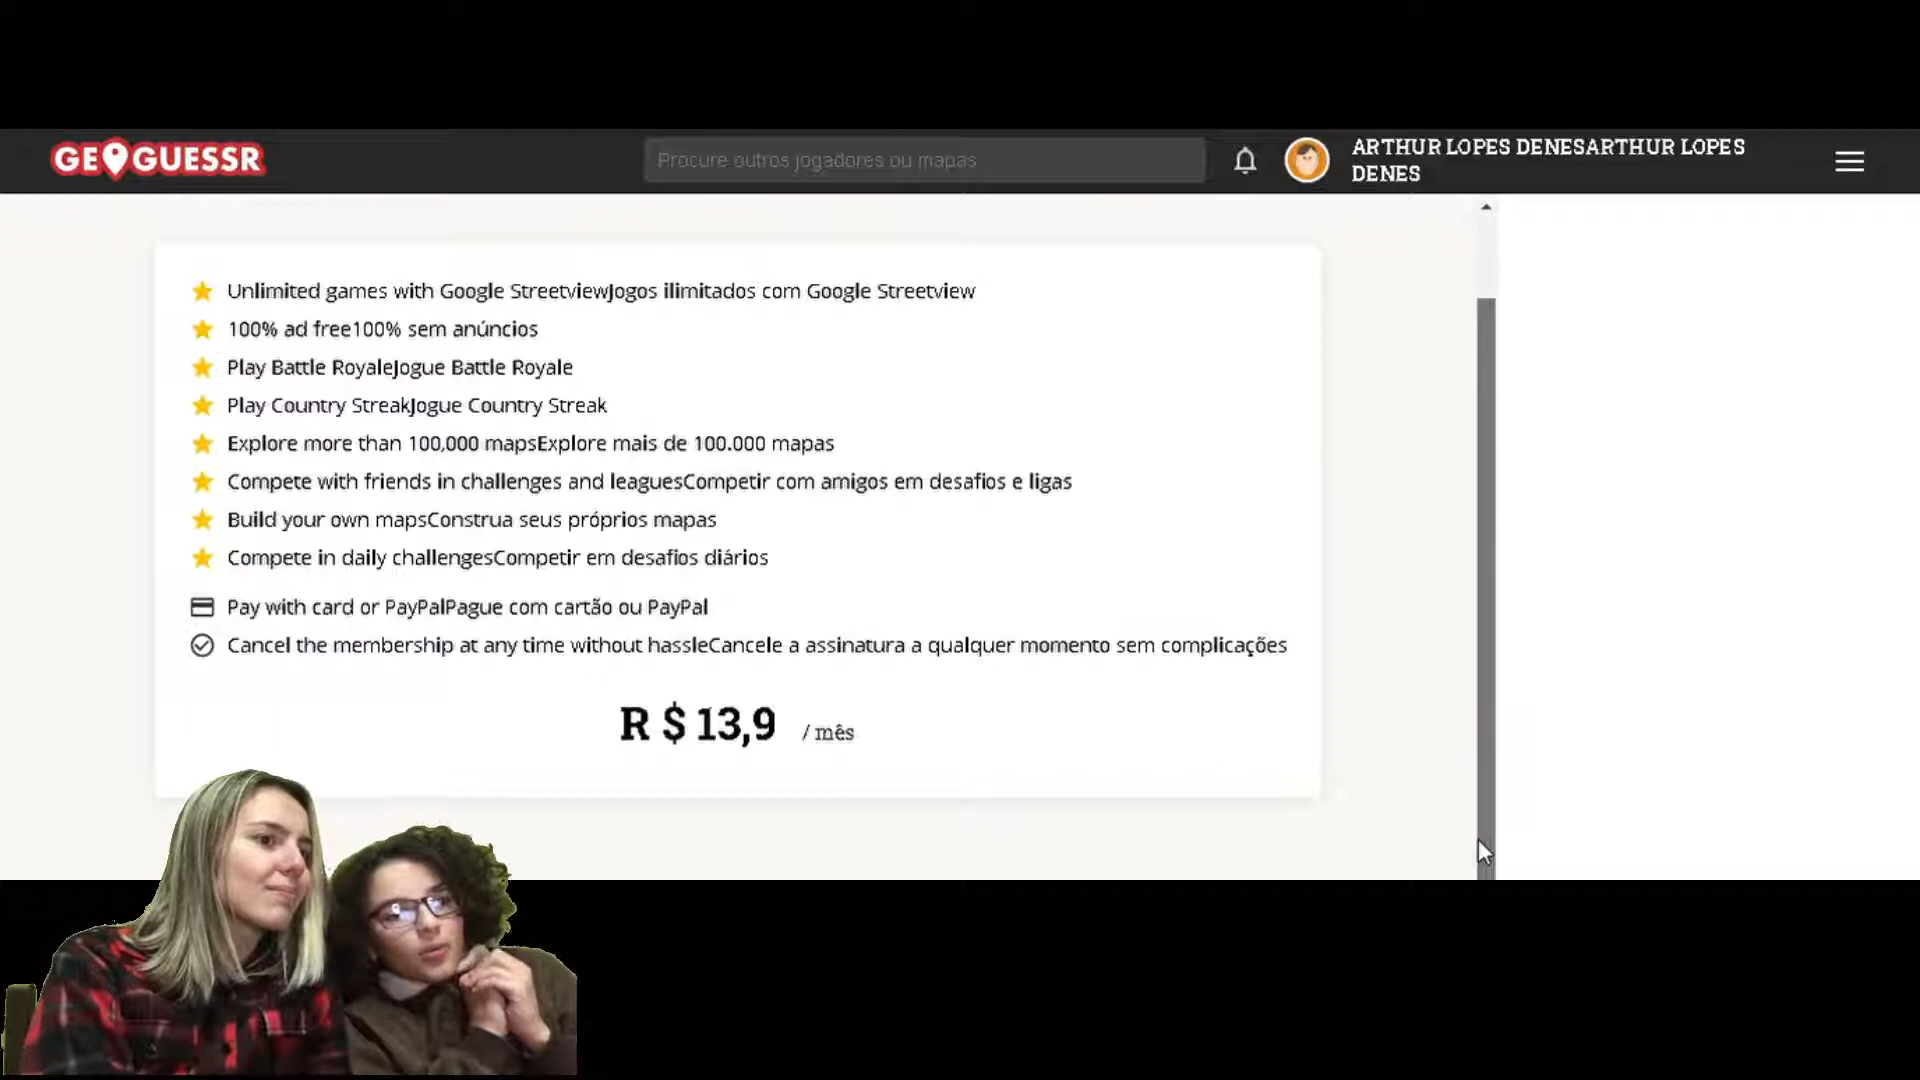 GEOGUESSR
Procure outros jogadores ou mapas
ARTHUR LOPES DENESARTHUR LOPES
DENES
Unlimited games with Google StreetviewJogos ilimitados com Google Streetview
100% ad free100% sem anúncios
Play Battle RoyaleJogue Battle Royale
Play Country StreakJogue Country Streak
Explore more than 100,000 mapsExplore mais de 100.000 mapas
Compete with friends in challenges and leaguesCompetir com amigos em desafios e ligas
Build your own mapsConstrua seus próprios mapas
Compete in daily challengesCompetir em desafios diários
Pay with card or PayPalPague com cartão ou PayPal
Cancel the membership at any time without hassleCancele a assinatura a qualquer momento sem complicações
R $ 13,9 / mês